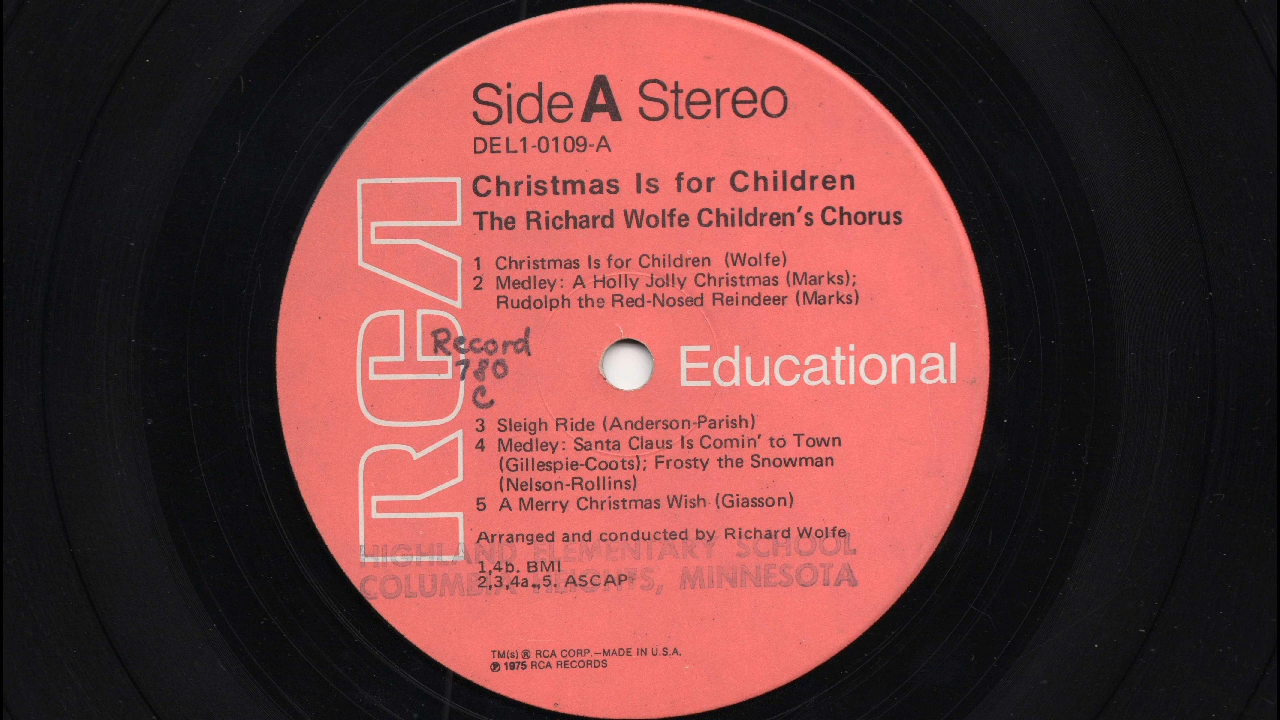 Side A Stereo
DEL1-0109-A
Christmas Is for Children
The Richard Wolfe Children's Chorus
1 Christmas Is for Children (Wolfe)
2 Medley: A Holly Jolly Christmas (Marks);
Rudolph the Red-Nosed Reindeer (Marks)
RCA
Record
780
C
Educational
3 Sleigh Ride (Anderson-Parish)
4 Medley: Santa Claus Is Comin' to Town
(Gillespie-Coots); Frosty the Snowman
(Nelson-Rollins)
5 A Merry Christmas Wish (Giasson)
Arranged and conducted by Richard Wolfe
HIGHLAND ELEMENTARY SCHOOL
1,4b. BMI
2,3,4a.,5. ASCAP
COLUMBIA HEIGHTS, MINNESOTA
TM(s) ® RCA CORP.—MADE IN U.S.A.
℗ 1975 RCA RECORDS